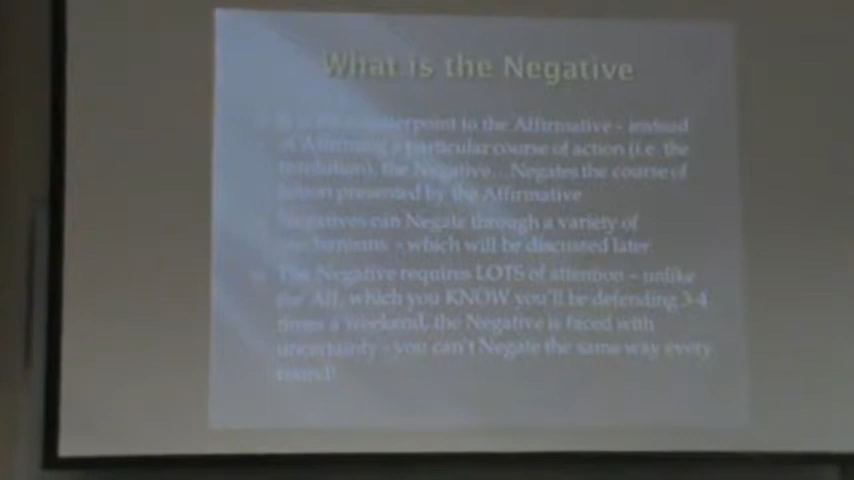 What is the Negative
counterpoint to the Affirmative - instead
of Affirming a particular course of action (i.e. the
resolution), the Negative... Negates the course of
action presented by the Affirmative
Negatives can Negate through a variety of
mechanisms - which will be discussed later
The Negative requires LOTS of attention - unlike
the Aff, which you KNOW you'll be defending 3-4
times a weekend, the Negative is faced with
uncertainty - you can't Negate the same way every
round!